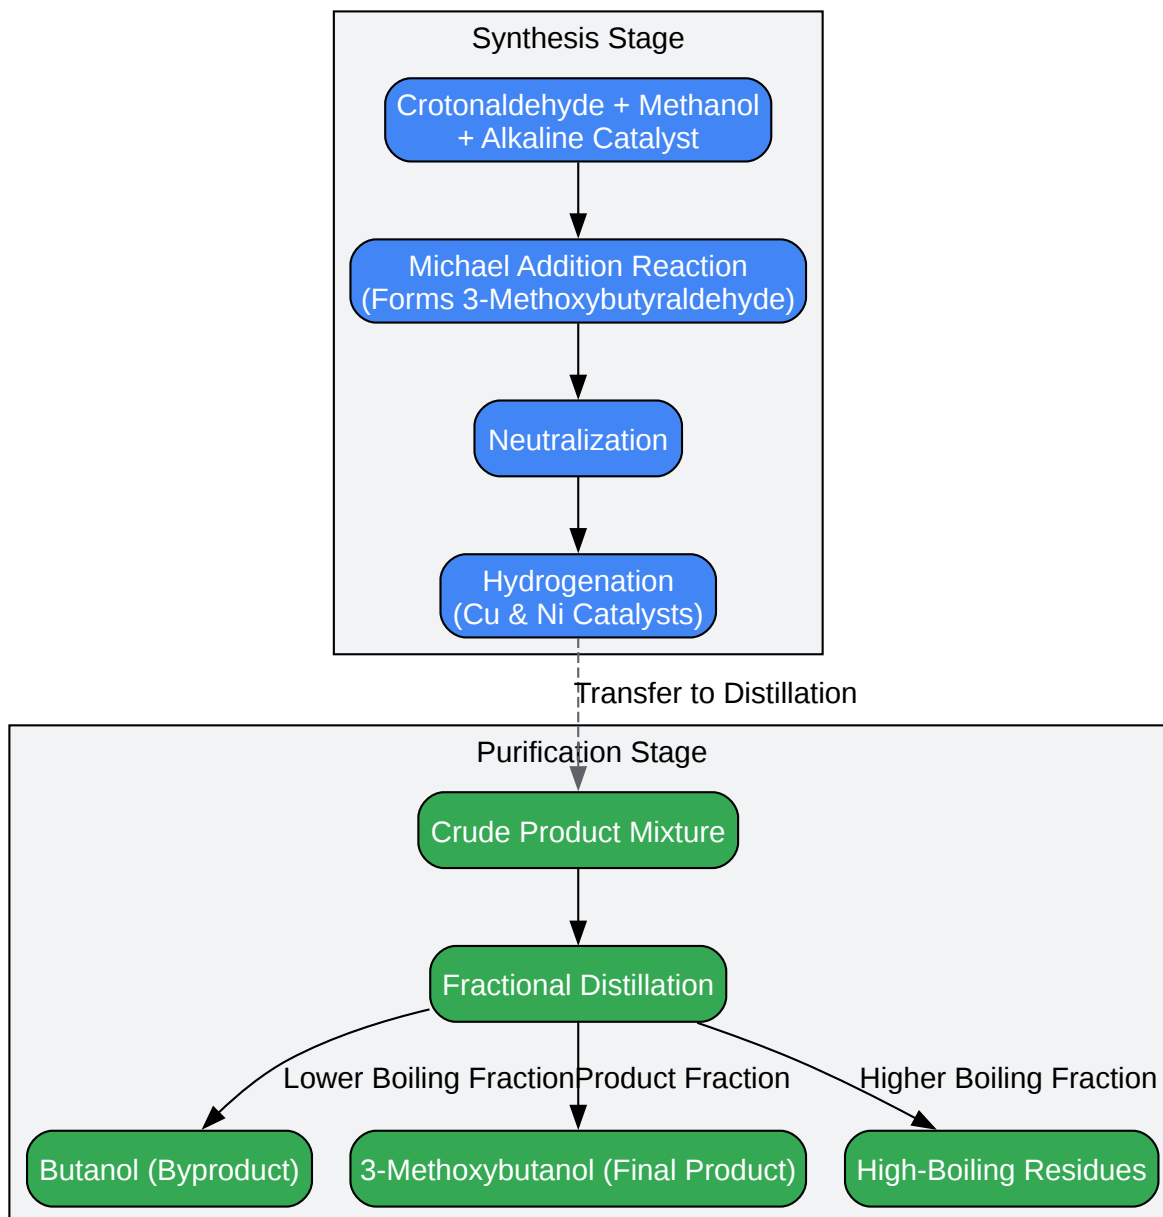 Synthesis Stage
Crotonaldehyde + Methanol
+ Alkaline Catalyst
Michael Addition Reaction
(Forms 3-Methoxybutyraldehyde)
Neutralization
Hydrogenation
(Cu & Ni Catalysts)
Transfer to Distillation
Purification Stage
Crude Product Mixture
Fractional Distillation
Lower Boiling Fraction
Product Fraction
Higher Boiling Fraction
Butanol (Byproduct)
3-Methoxybutanol (Final Product)
High-Boiling Residues